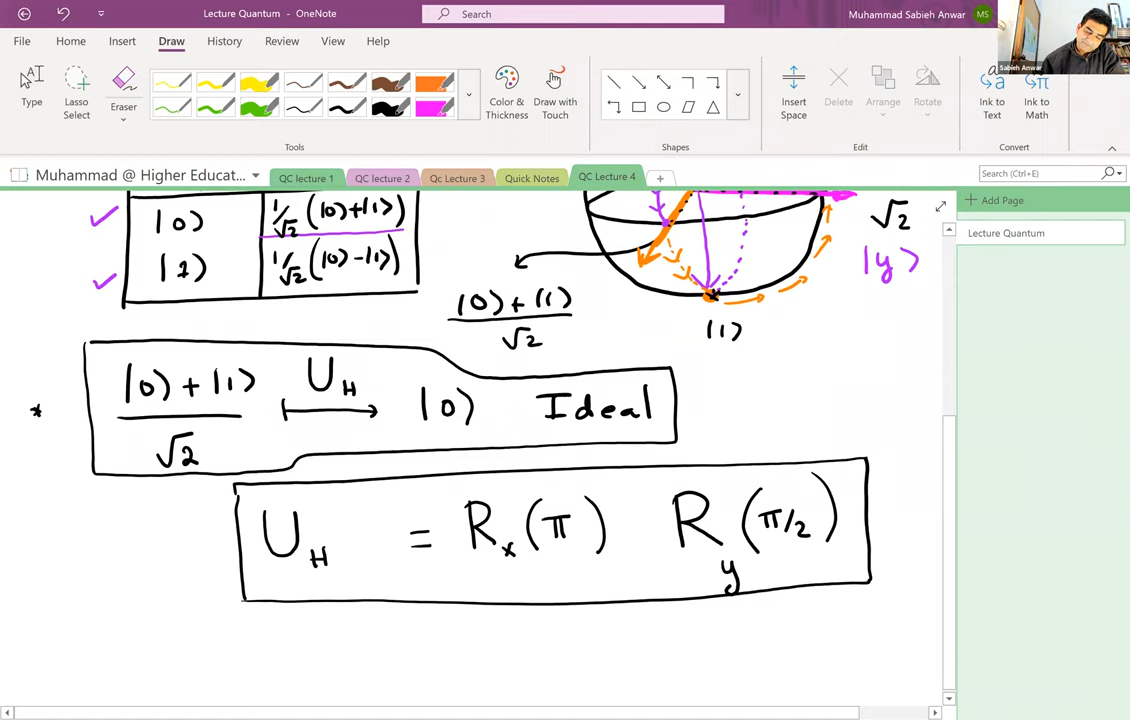 Lecture Quantum - OneNote
Search
Muhammad Sabieh Anwar
MS
Sabieh Anwar
File Home Insert Draw History Review View Help
Type
Lasso Select
Eraser
Color & Thickness
Draw with Touch
Insert Space
Delete
Arrange
Rotate
Ink to Text
Ink to Math
Tools
Shapes
Edit
Convert
Muhammad @ Higher Educat...
QC lecture 1
QC lecture 2
QC Lecture 3
Quick Notes
QC Lecture 4
Search (Ctrl+E)
Add Page
Lecture Quantum
|0⟩ 1/√2 (|0⟩+|1⟩)
|1⟩ 1/√2 (|0⟩-|1⟩)
√2
|y⟩
|0⟩+|1⟩
√2
|1⟩
* |0⟩+|1⟩ / √2 ⟼ U_H |0⟩ Ideal
U_H = R_x (π) R_y (π/2)